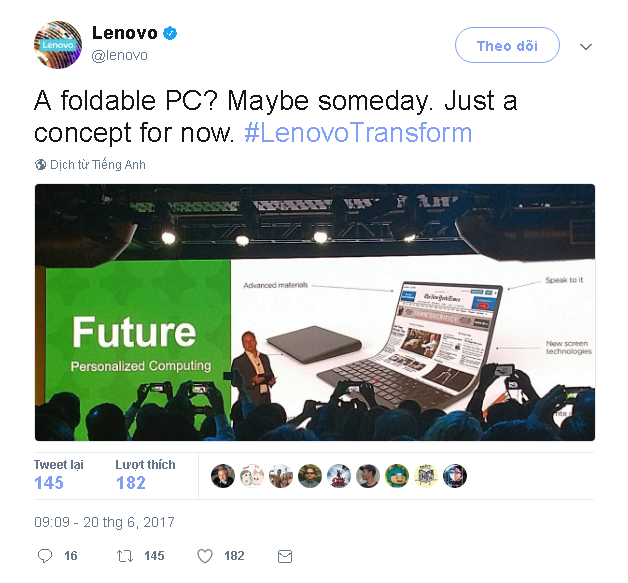 Lenovo
Lenovo
@lenovo
Theo dõi
A foldable PC? Maybe someday. Just a
concept for now. #LenovoTransform
Dịch từ Tiếng Anh
Advanced materials
Speak to it
The New York Times
New screen
technologies
Future
Personalized Computing
Tweet lại
145
Lượt thích
182
09:09 - 20 thg 6, 2017
16
145
182